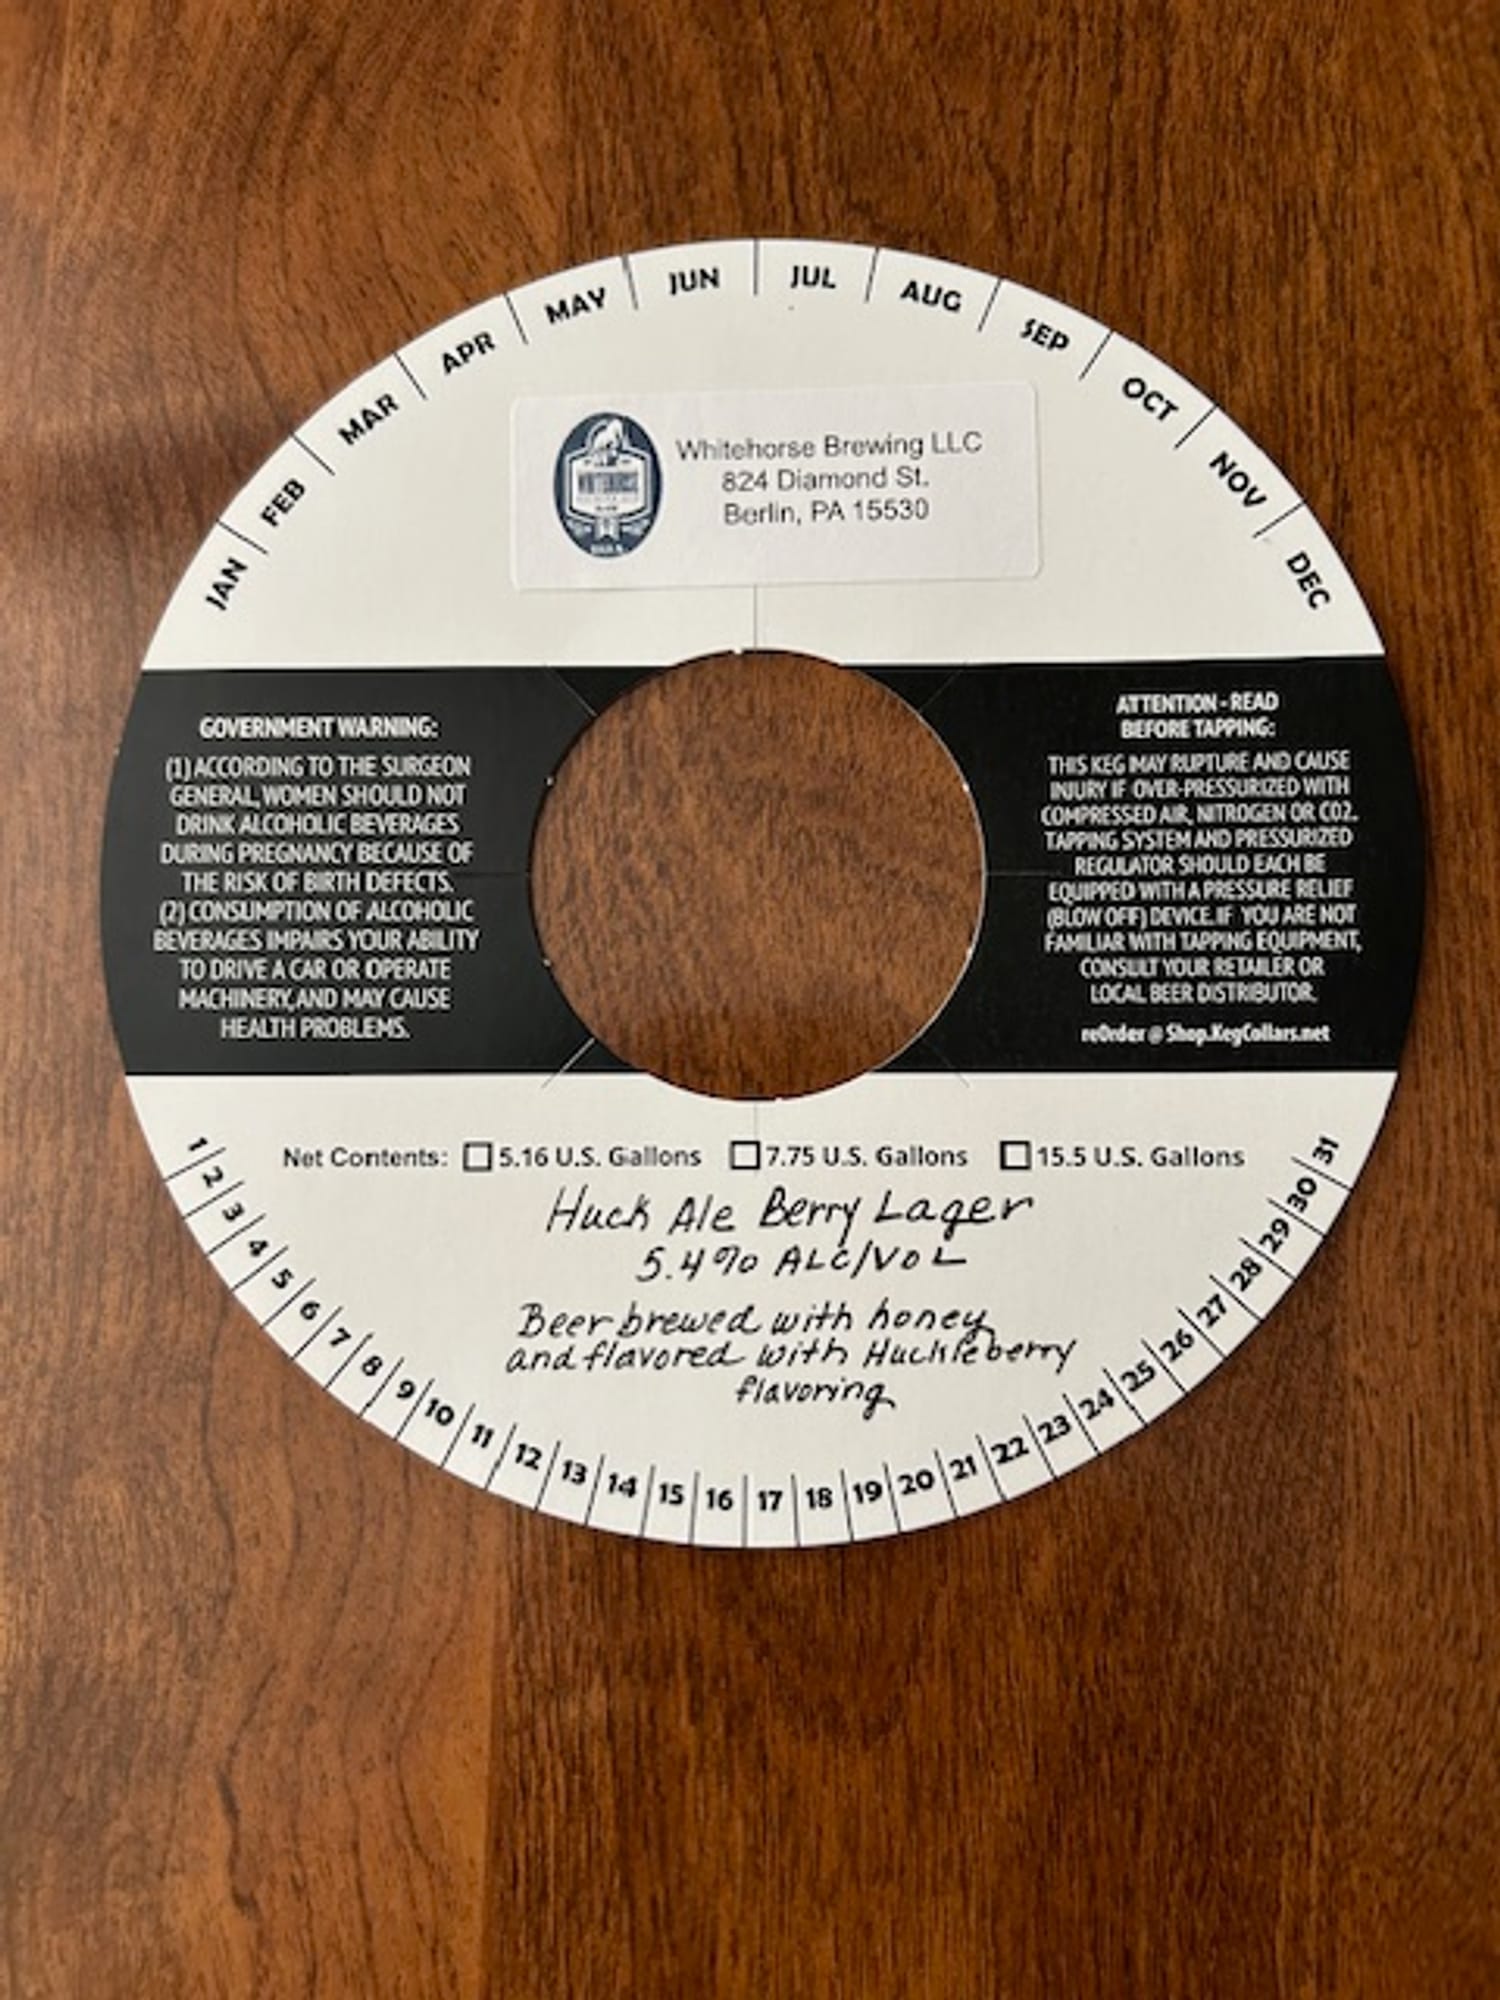 JAN FEB MAR APR MAY JUN JUL AUG SEP OCT NOV DEC
WHITEHORSE
Whitehorse Brewing LLC
824 Diamond St.
Berlin, PA 15530
GOVERNMENT WARNING:
(1) ACCORDING TO THE SURGEON
GENERAL, WOMEN SHOULD NOT
DRINK ALCOHOLIC BEVERAGES
DURING PREGNANCY BECAUSE OF
THE RISK OF BIRTH DEFECTS.
(2) CONSUMPTION OF ALCOHOLIC
BEVERAGES IMPAIRS YOUR ABILITY
TO DRIVE A CAR OR OPERATE
MACHINERY, AND MAY CAUSE
HEALTH PROBLEMS.
ATTENTION - READ
BEFORE TAPPING:
THIS KEG MAY RUPTURE AND CAUSE
INJURY IF OVER-PRESSURIZED WITH
COMPRESSED AIR, NITROGEN OR CO2.
TAPPING SYSTEM AND PRESSURIZED
REGULATOR SHOULD EACH BE
EQUIPPED WITH A PRESSURE RELIEF
(BLOW OFF) DEVICE. IF YOU ARE NOT
FAMILIAR WITH TAPPING EQUIPMENT,
CONSULT YOUR RETAILER OR
LOCAL BEER DISTRIBUTOR.
reOrder @ Shop.KegCollars.net
Net Contents: 5.16 U.S. Gallons 7.75 U.S. Gallons 15.5 U.S. Gallons
Huck Ale Berry Lager
5.4% ALC/VOL
Beer brewed with honey
and flavored with Huckleberry
flavoring
1 2 3 4 5 6 7 8 9 10 11 12 13 14 15 16 17 18 19 20 21 22 23 24 25 26 27 28 29 30 31